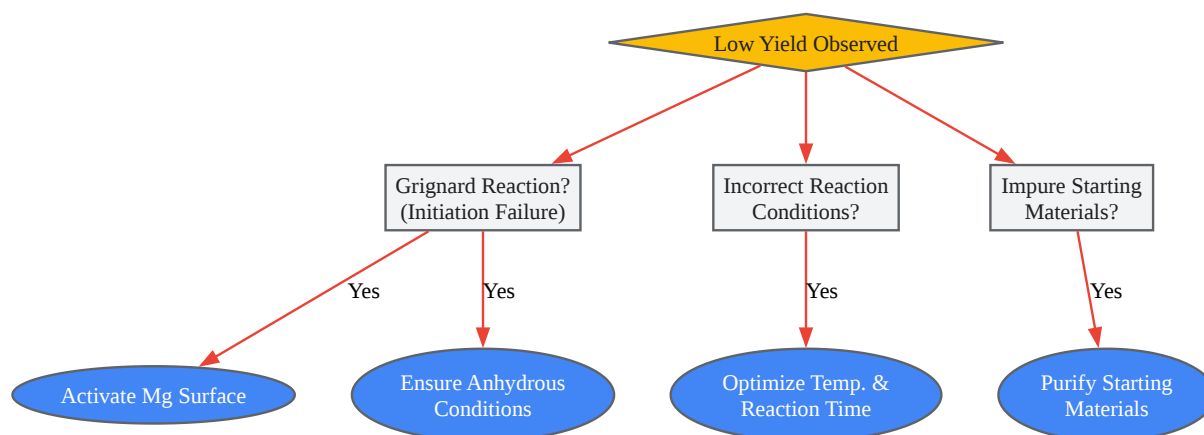 Low Yield Observed
Grignard Reaction?
(Initiation Failure)
Incorrect Reaction
Conditions?
Impure Starting
Materials?
Yes
Yes
Yes
Yes
Activate Mg Surface
Ensure Anhydrous
Conditions
Optimize Temp. &
Reaction Time
Purify Starting
Materials